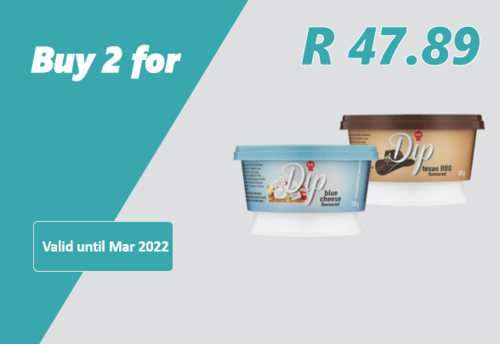 Buy 2 for
R 47.89
Dip
blue
cheese
flavoured
Dip
texas BBQ
flavoured
Valid until Mar 2022